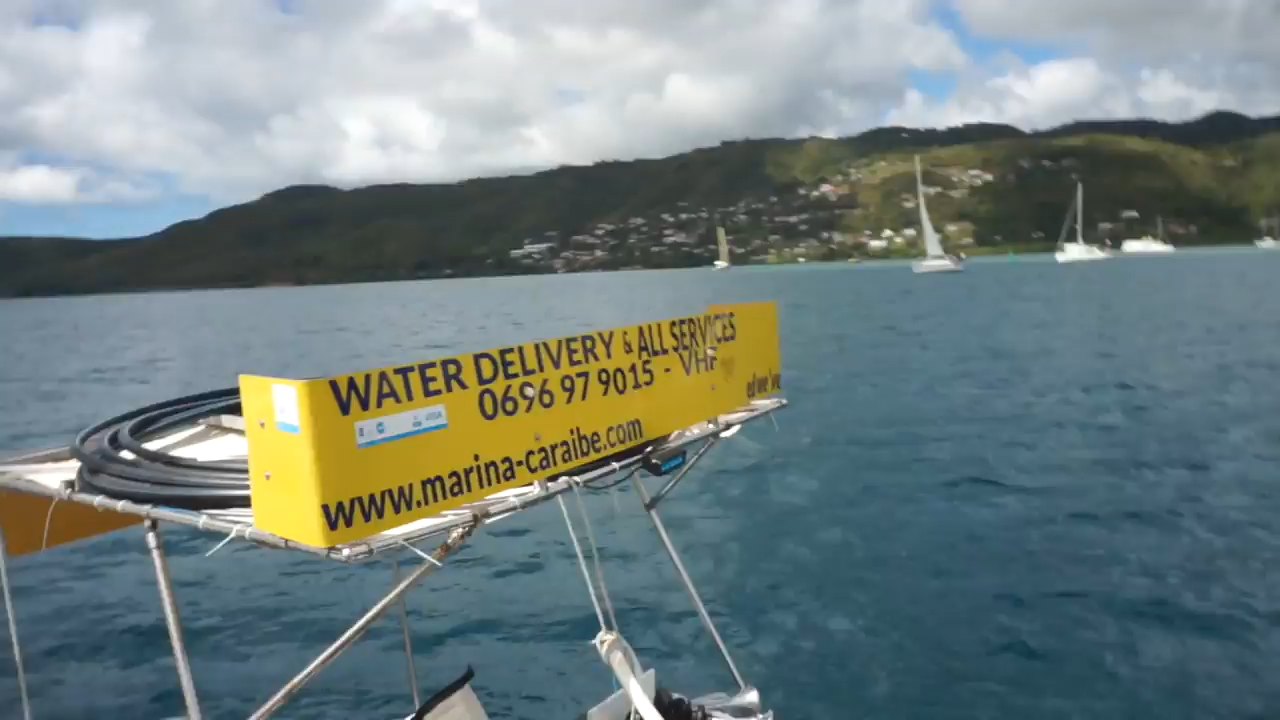 WATER DELIVERY & ALL SERVICES
0696 97 9015 - VHF
www.marina-caraibe.com